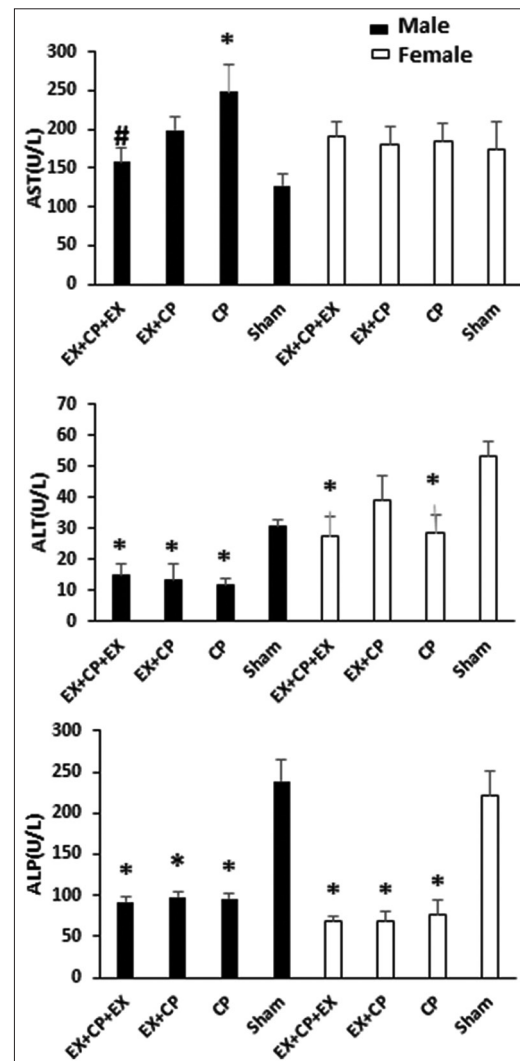 Male
Female
*
#
AST(U/L)
300
250
200
150
100
50
0
EX+CP+EX
EX+CP
CP
Sham
EX+CP+EX
EX+CP
CP
Sham
ALT(U/L)
70
60
50
40
30
20
10
0
* * * * *
EX+CP+EX
EX+CP
CP
Sham
EX+CP+EX
EX+CP
CP
Sham
ALP(U/L)
300
250
200
150
100
50
0
* * * * * *
EX+CP+EX
EX+CP
CP
Sham
EX+CP+EX
EX+CP
CP
Sham